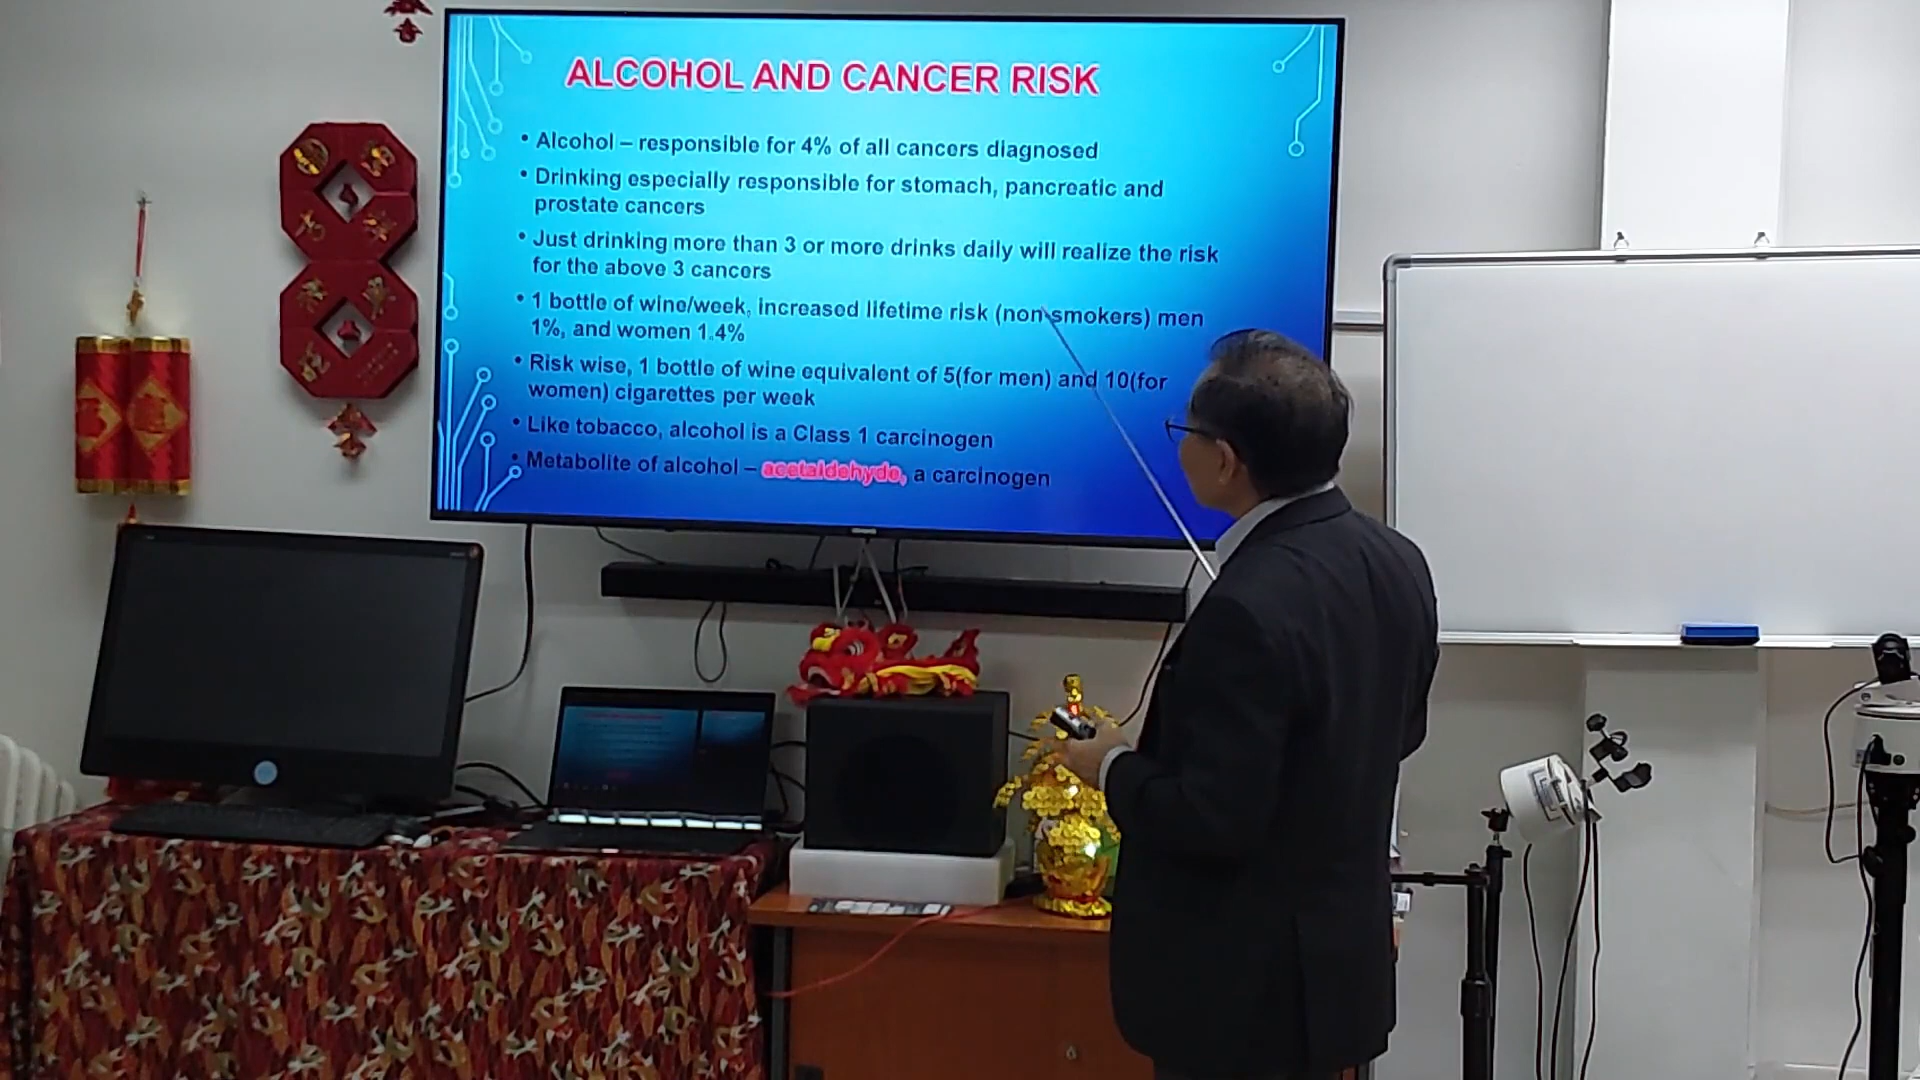 ALCOHOL AND CANCER RISK
• Alcohol – responsible for 4% of all cancers diagnosed
• Drinking especially responsible for stomach, pancreatic and
prostate cancers
• Just drinking more than 3 or more drinks daily will realize the risk
for the above 3 cancers
• 1 bottle of wine/week, increased lifetime risk (non smokers) men
1%, and women 1.4%
• Risk wise, 1 bottle of wine equivalent of 5(for men) and 10(for
women) cigarettes per week
• Like tobacco, alcohol is a Class 1 carcinogen
• Metabolite of alcohol – acetaldehyde, a carcinogen